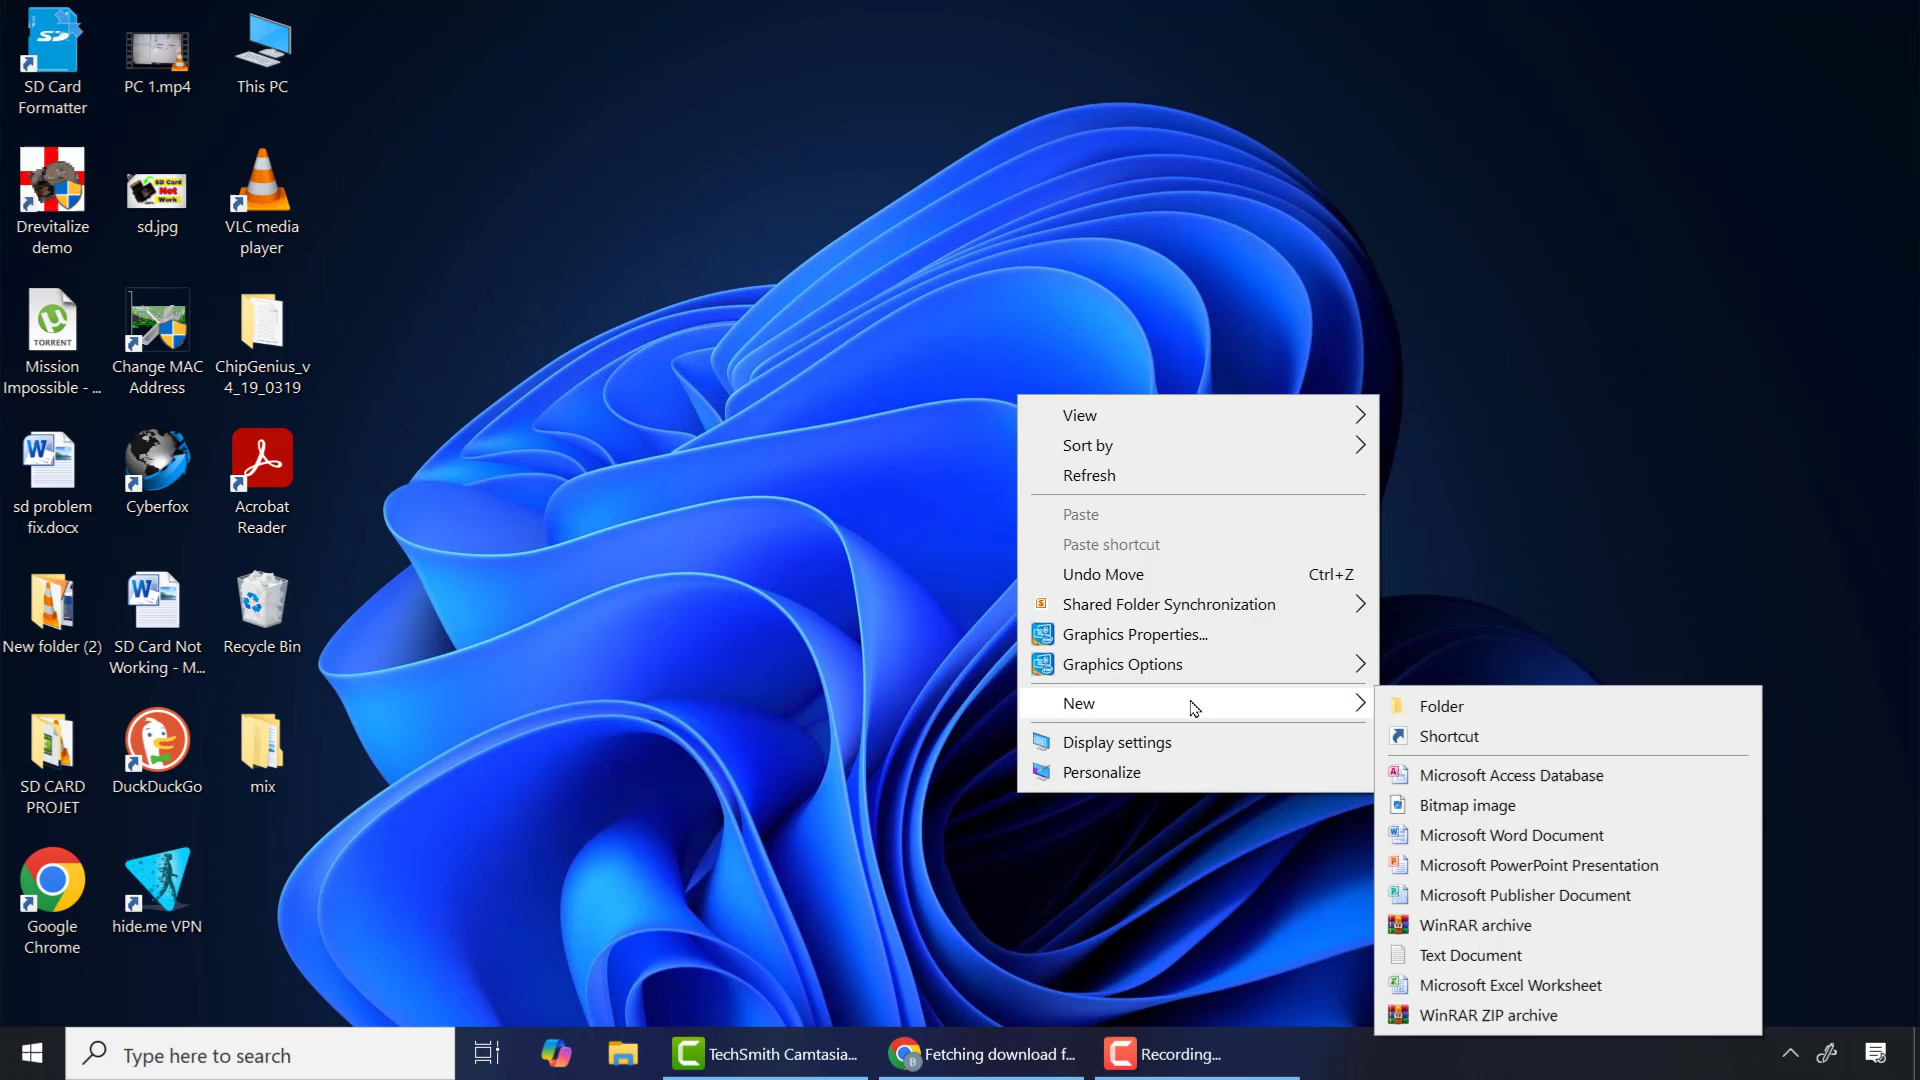 SD Card
Formatter
PC 1.mp4
This PC
Drevitalize
demo
SD Card
Not
Work
sd.jpg
VLC media
player
TORRENT
Mission
Impossible - ...
Change MAC
Address
ChipGenius_v
4_19_0319
sd problem
fix.docx
Cyberfox
Acrobat
Reader
New folder (2)
SD Card Not
Working - M...
Recycle Bin
SD CARD
PROJET
DuckDuckGo
mix
Google
Chrome
hide.me VPN
View
Sort by
Refresh
Paste
Paste shortcut
Undo Move Ctrl+Z
Shared Folder Synchronization
Graphics Properties...
Graphics Options
New
Display settings
Personalize
Folder
Shortcut
Microsoft Access Database
Bitmap image
Microsoft Word Document
Microsoft PowerPoint Presentation
Microsoft Publisher Document
WinRAR archive
Text Document
Microsoft Excel Worksheet
WinRAR ZIP archive
Type here to search
TechSmith Camtasia...
Fetching download f...
Recording...